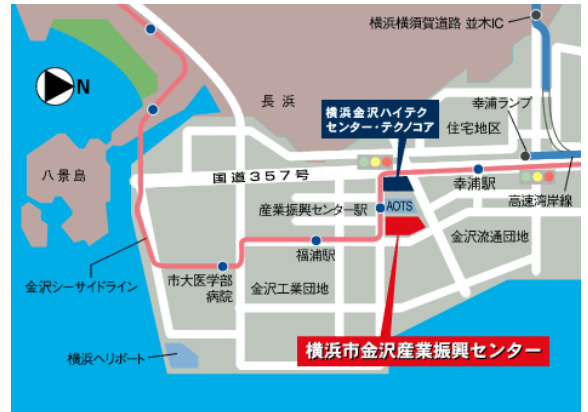 横浜横須賀道路 並木IC
N
長浜
横浜金沢ハイテク
センター・テクノコア
住宅地区
幸浦ランプ
八景島
国道357号
幸浦駅
高速湾岸線
産業振興センター駅
AOTS
福浦駅
金沢流通団地
金沢シーサイドライン
市大医学部
病院
金沢工業団地
横浜ヘリポート
横浜市金沢産業振興センター